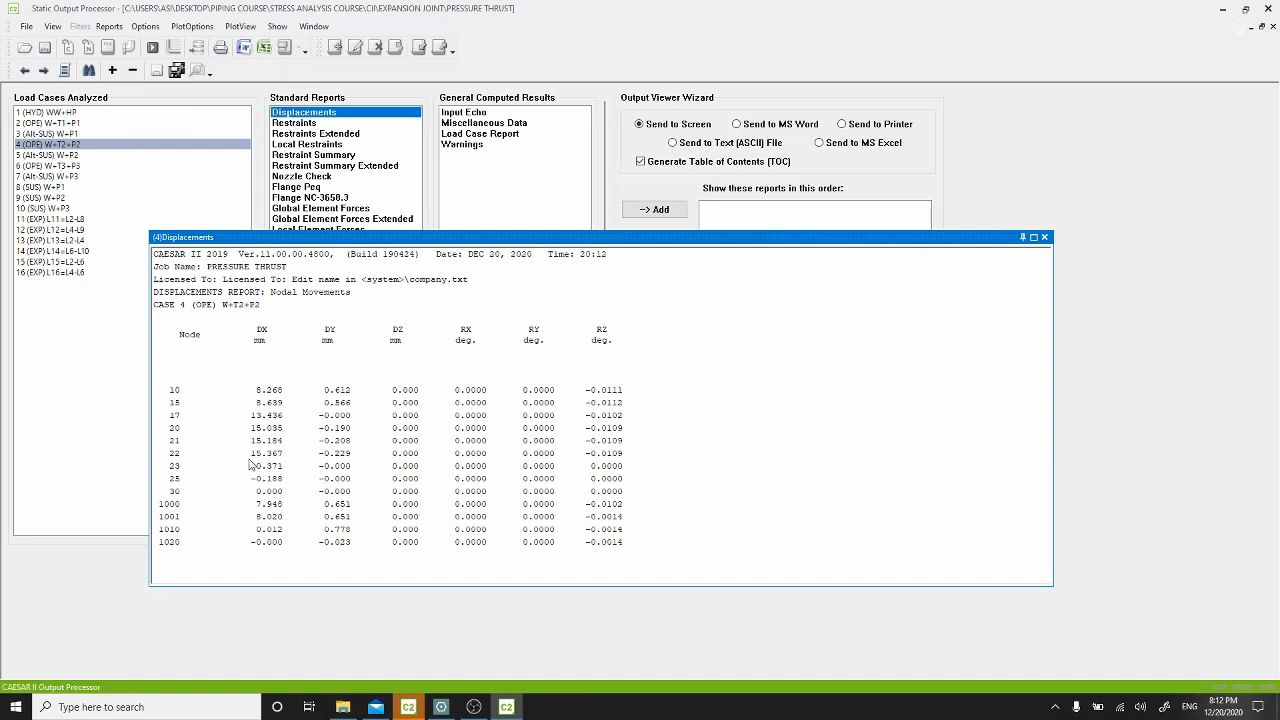 Static Output Processor - [C:\USERS\ASI\DESKTOP\PIPING COURSE\STRESS ANALYSIS COURSE\CII\EXPANSION JOINT\PRESSURE THRUST]
File View Filters Reports Options PlotOptions PlotView Show Window
Load Cases Analyzed
1 (HYD) WW+HP
2 (OPE) W+T1+P1
3 (Alt-SUS) W+P1
4 (OPE) W+T2+P2
5 (Alt-SUS) W+P2
6 (OPE) W+T3+P3
7 (Alt-SUS) W+P3
8 (SUS) W+P1
9 (SUS) W+P2
10 (SUS) W+P3
11 (EXP) L11=L2-L8
12 (EXP) L12=L4-L9
13 (EXP) L13=L2-L4
14 (EXP) L14=L6-L10
15 (EXP) L15=L2-L6
16 (EXP) L16=L4-L6
Standard Reports
Displacements
Restraints
Restraints Extended
Local Restraints
Restraint Summary
Restraint Summary Extended
Nozzle Check
Flange Peq
Flange NC-3658.3
Global Element Forces
Global Element Forces Extended
Local Element Forces
General Computed Results
Input Echo
Miscellaneous Data
Load Case Report
Warnings
Output Viewer Wizard
Send to Screen Send to MS Word Send to Printer
Send to Text (ASCII) File Send to MS Excel
Generate Table of Contents (TOC)
Show these reports in this order:
-> Add
(4)Displacements
CAESAR II 2019 Ver.11.00.00.4800, (Build 190424) Date: DEC 20, 2020 Time: 20:12
Job Name: PRESSURE THRUST
Licensed To: Licensed To: Edit name in <system>\company.txt
DISPLACEMENTS REPORT: Nodal Movements
CASE 4 (OPE) W+T2+P2
Node DX mm DY mm DZ mm RX deg. RY deg. RZ deg.
10 8.268 0.612 0.000 0.0000 0.0000 -0.0111
15 8.639 0.566 0.000 0.0000 0.0000 -0.0112
17 13.436 -0.000 0.000 0.0000 0.0000 -0.0102
20 15.035 -0.190 0.000 0.0000 0.0000 -0.0109
21 15.184 -0.208 0.000 0.0000 0.0000 -0.0109
22 15.367 -0.229 0.000 0.0000 0.0000 -0.0109
23 0.371 -0.000 0.000 0.0000 0.0000 0.0000
25 -0.188 -0.000 0.000 0.0000 0.0000 0.0000
30 0.000 -0.000 0.000 0.0000 0.0000 0.0000
1000 7.948 0.651 0.000 0.0000 0.0000 -0.0102
1001 8.020 0.651 0.000 0.0000 0.0000 -0.0014
1010 0.012 0.778 0.000 0.0000 0.0000 -0.0014
1020 -0.000 -0.023 0.000 0.0000 0.0000 -0.0014
CAESAR II Output Processor
Type here to search
ENG
8:12 PM
12/20/2020